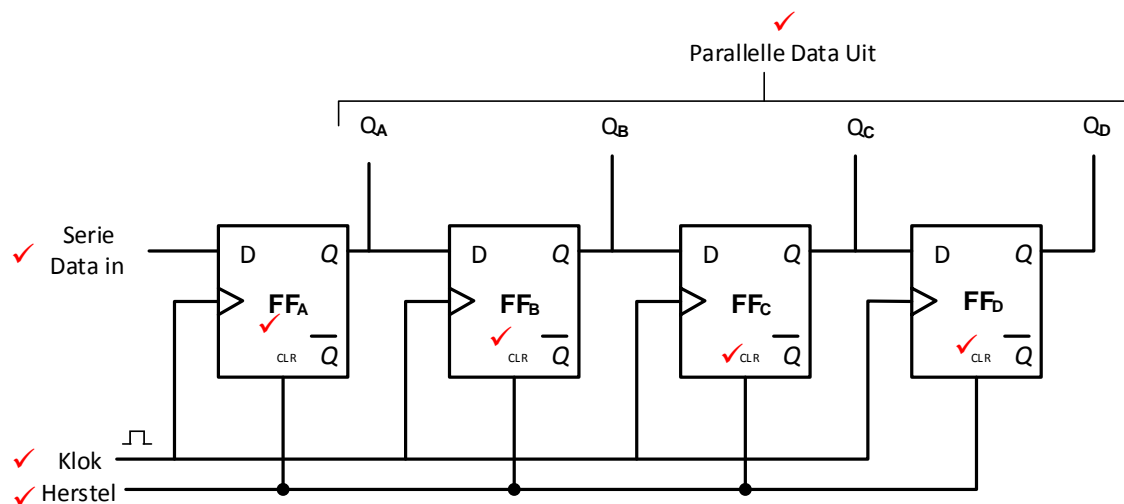 Parallelle Data Uit
QA
QB
QC
QD
Serie
Data in
D
Q
FFA
CLR
Q̅
D
Q
FFB
CLR
Q̅
D
Q
FFC
CLR
Q̅
D
Q
FFD
CLR
Q̅
Klok
Herstel